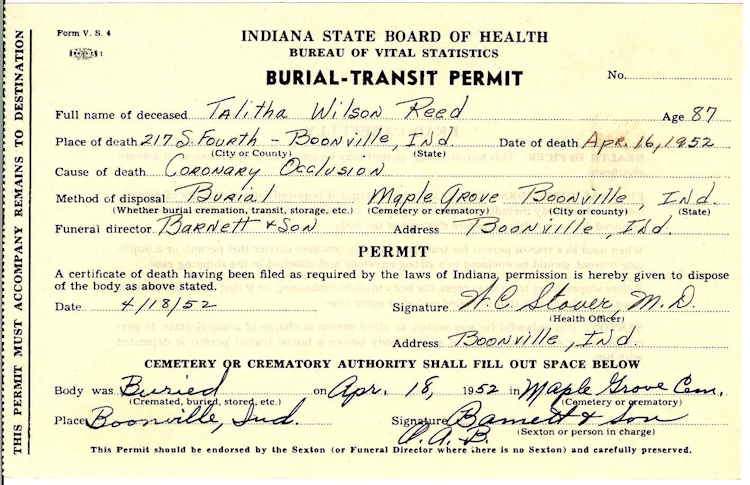 Form V. S. 4
INDIANA STATE BOARD OF HEALTH
BUREAU OF VITAL STATISTICS
BURIAL-TRANSIT PERMIT
No.
Full name of deceased Talitha Wilson Reed Age 87
Place of death 217 S. Fourth - Boonville, Ind. Date of death Apr. 16, 1952
(City or County) (State)
Cause of death Coronary Occlusion
Method of disposal Burial Maple Grove Boonville, Ind.
(Whether burial cremation, transit, storage, etc.) (Cemetery or crematory) (City or county) (State)
Funeral director Barnett & Son Address Boonville, Ind.
PERMIT
A certificate of death having been filed as required by the laws of Indiana, permission is hereby given to dispose
of the body as above stated.
Date 4/18/52 Signature W.C. Stover, M.D.
(Health Officer)
Address Boonville, Ind
CEMETERY OR CREMATORY AUTHORITY SHALL FILL OUT SPACE BELOW
Body was Buried on Apr. 18, 1952 in Maple Grove Cem.
(Cremated, buried, stored, etc.) (Cemetery or crematory)
Place Boonville, Ind. Signature Barnett & Son
(Sexton or person in charge)
This Permit should be endorsed by the Sexton (or Funeral Director where there is no Sexton) and carefully preserved.
THIS PERMIT MUST ACCOMPANY REMAINS TO DESTINATION